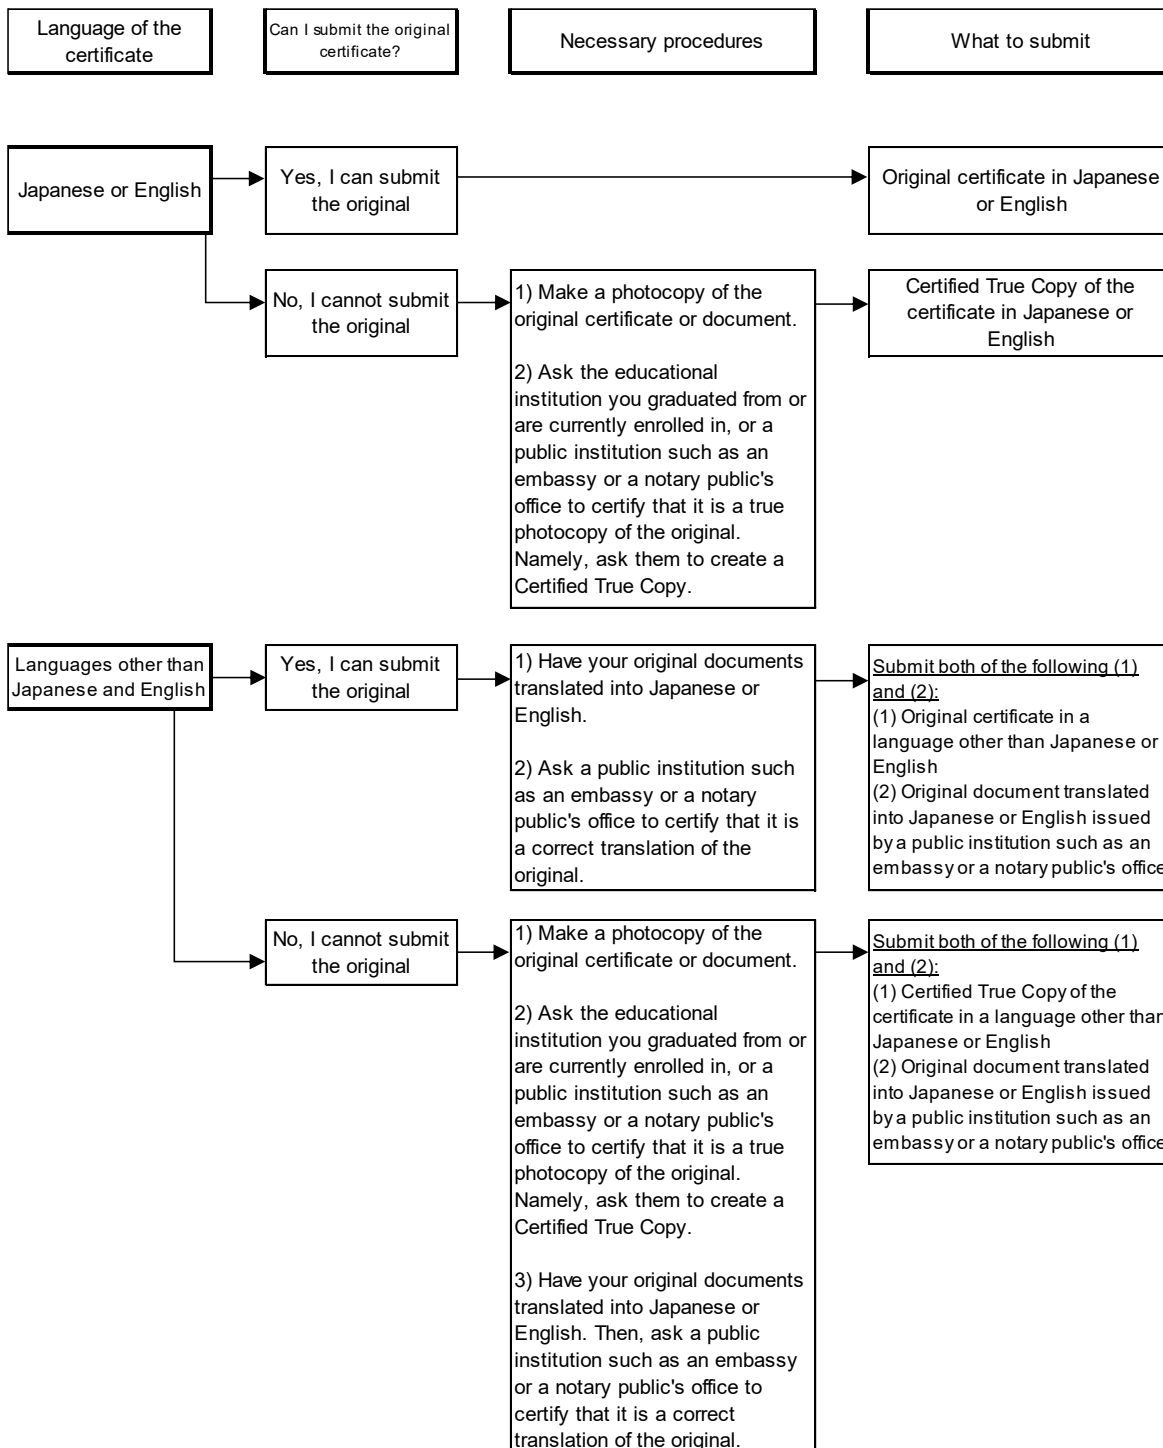 Language of the
certificate
Can I submit the original
certificate?
Necessary procedures
What to submit
Japanese or English
Yes, I can submit
the original
Original certificate in Japanese
or English
No, I cannot submit
the original
1) Make a photocopy of the
original certificate or document.
2) Ask the educational
institution you graduated from or
are currently enrolled in, or a
public institution such as an
embassy or a notary public's
office to certify that it is a true
photocopy of the original.
Namely, ask them to create a
Certified True Copy.
Certified True Copy of the
certificate in Japanese or
English
Languages other than
Japanese and English
Yes, I can submit
the original
1) Have your original documents
translated into Japanese or
English.
2) Ask a public institution such
as an embassy or a notary
public's office to certify that it is
a correct translation of the
original.
Submit both of the following (1)
and (2):
(1) Original certificate in a
language other than Japanese or
English
(2) Original document translated
into Japanese or English issued
by a public institution such as an
embassy or a notary public's office
No, I cannot submit
the original
1) Make a photocopy of the
original certificate or document.
2) Ask the educational
institution you graduated from or
are currently enrolled in, or a
public institution such as an
embassy or a notary public's
office to certify that it is a true
photocopy of the original.
Namely, ask them to create a
Certified True Copy.
3) Have your original documents
translated into Japanese or
English. Then, ask a public
institution such as an embassy
or a notary public's office to
certify that it is a correct
translation of the original.
Submit both of the following (1)
and (2):
(1) Certified True Copy of the
certificate in a language other than
Japanese or English
(2) Original document translated
into Japanese or English issued
by a public institution such as an
embassy or a notary public's office